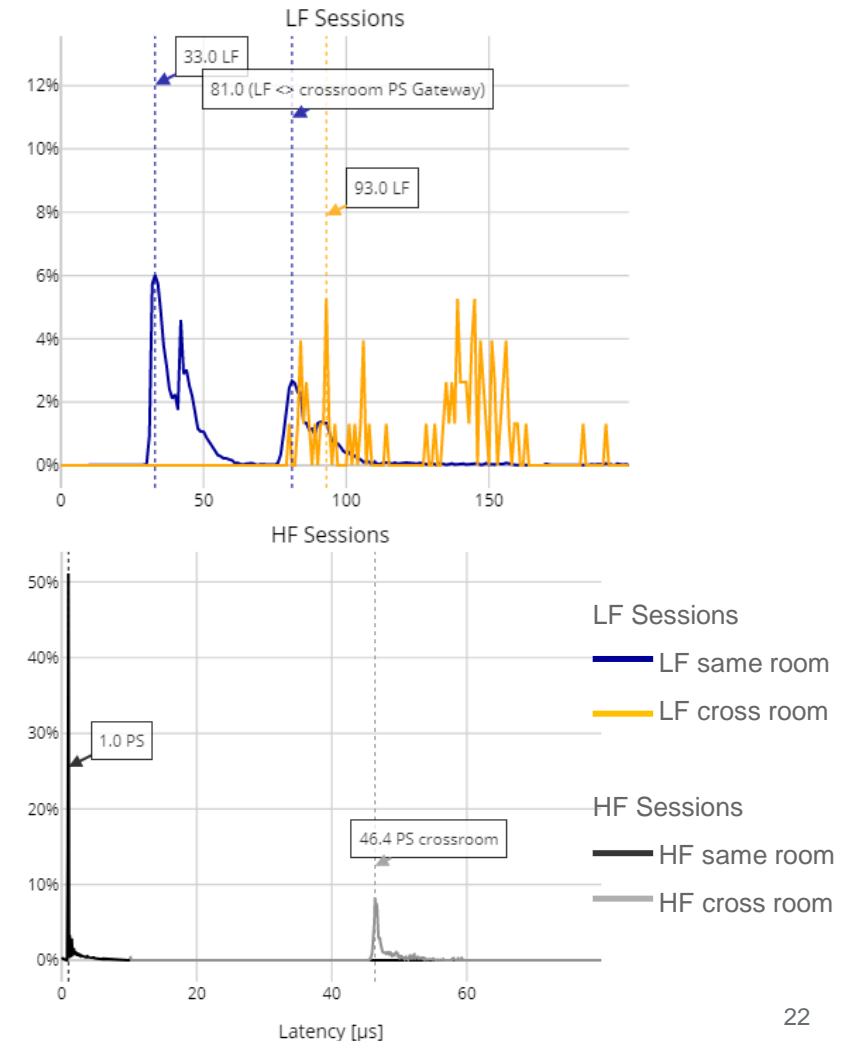 LF Sessions
33.0 LF
81.0 (LF <> crossroom PS Gateway)
93.0 LF
12%
10%
8%
6%
4%
2%
0%
0 50 100 150
HF Sessions
50%
40%
30%
20%
10%
0%
1.0 PS
46.4 PS crossroom
0 20 40 60
Latency [µs]
LF Sessions
LF same room
LF cross room
HF Sessions
HF same room
HF cross room
22